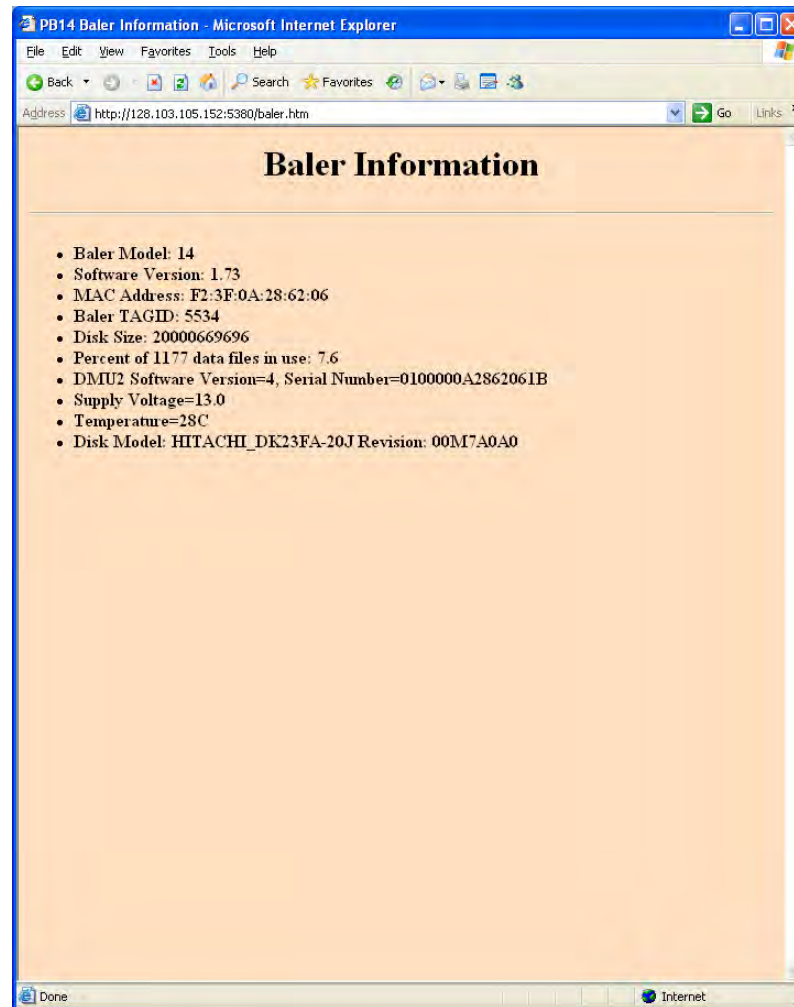 PB14 Baler Information - Microsoft Internet Explorer
File Edit View Favorites Tools Help
Back Search Favorites
Address http://128.103.105.152:5380/baler.htm Go Links
Baler Information
• Baler Model: 14
• Software Version: 1.73
• MAC Address: F2:3F:0A:28:62:06
• Baler TAGID: 5534
• Disk Size: 20000669696
• Percent of 1177 data files in use: 7.6
• DMU2 Software Version=4, Serial Number=0100000A2862061B
• Supply Voltage=13.0
• Temperature=28C
• Disk Model: HITACHI_DK23FA-20J Revision: 00M7A0A0
Done Internet